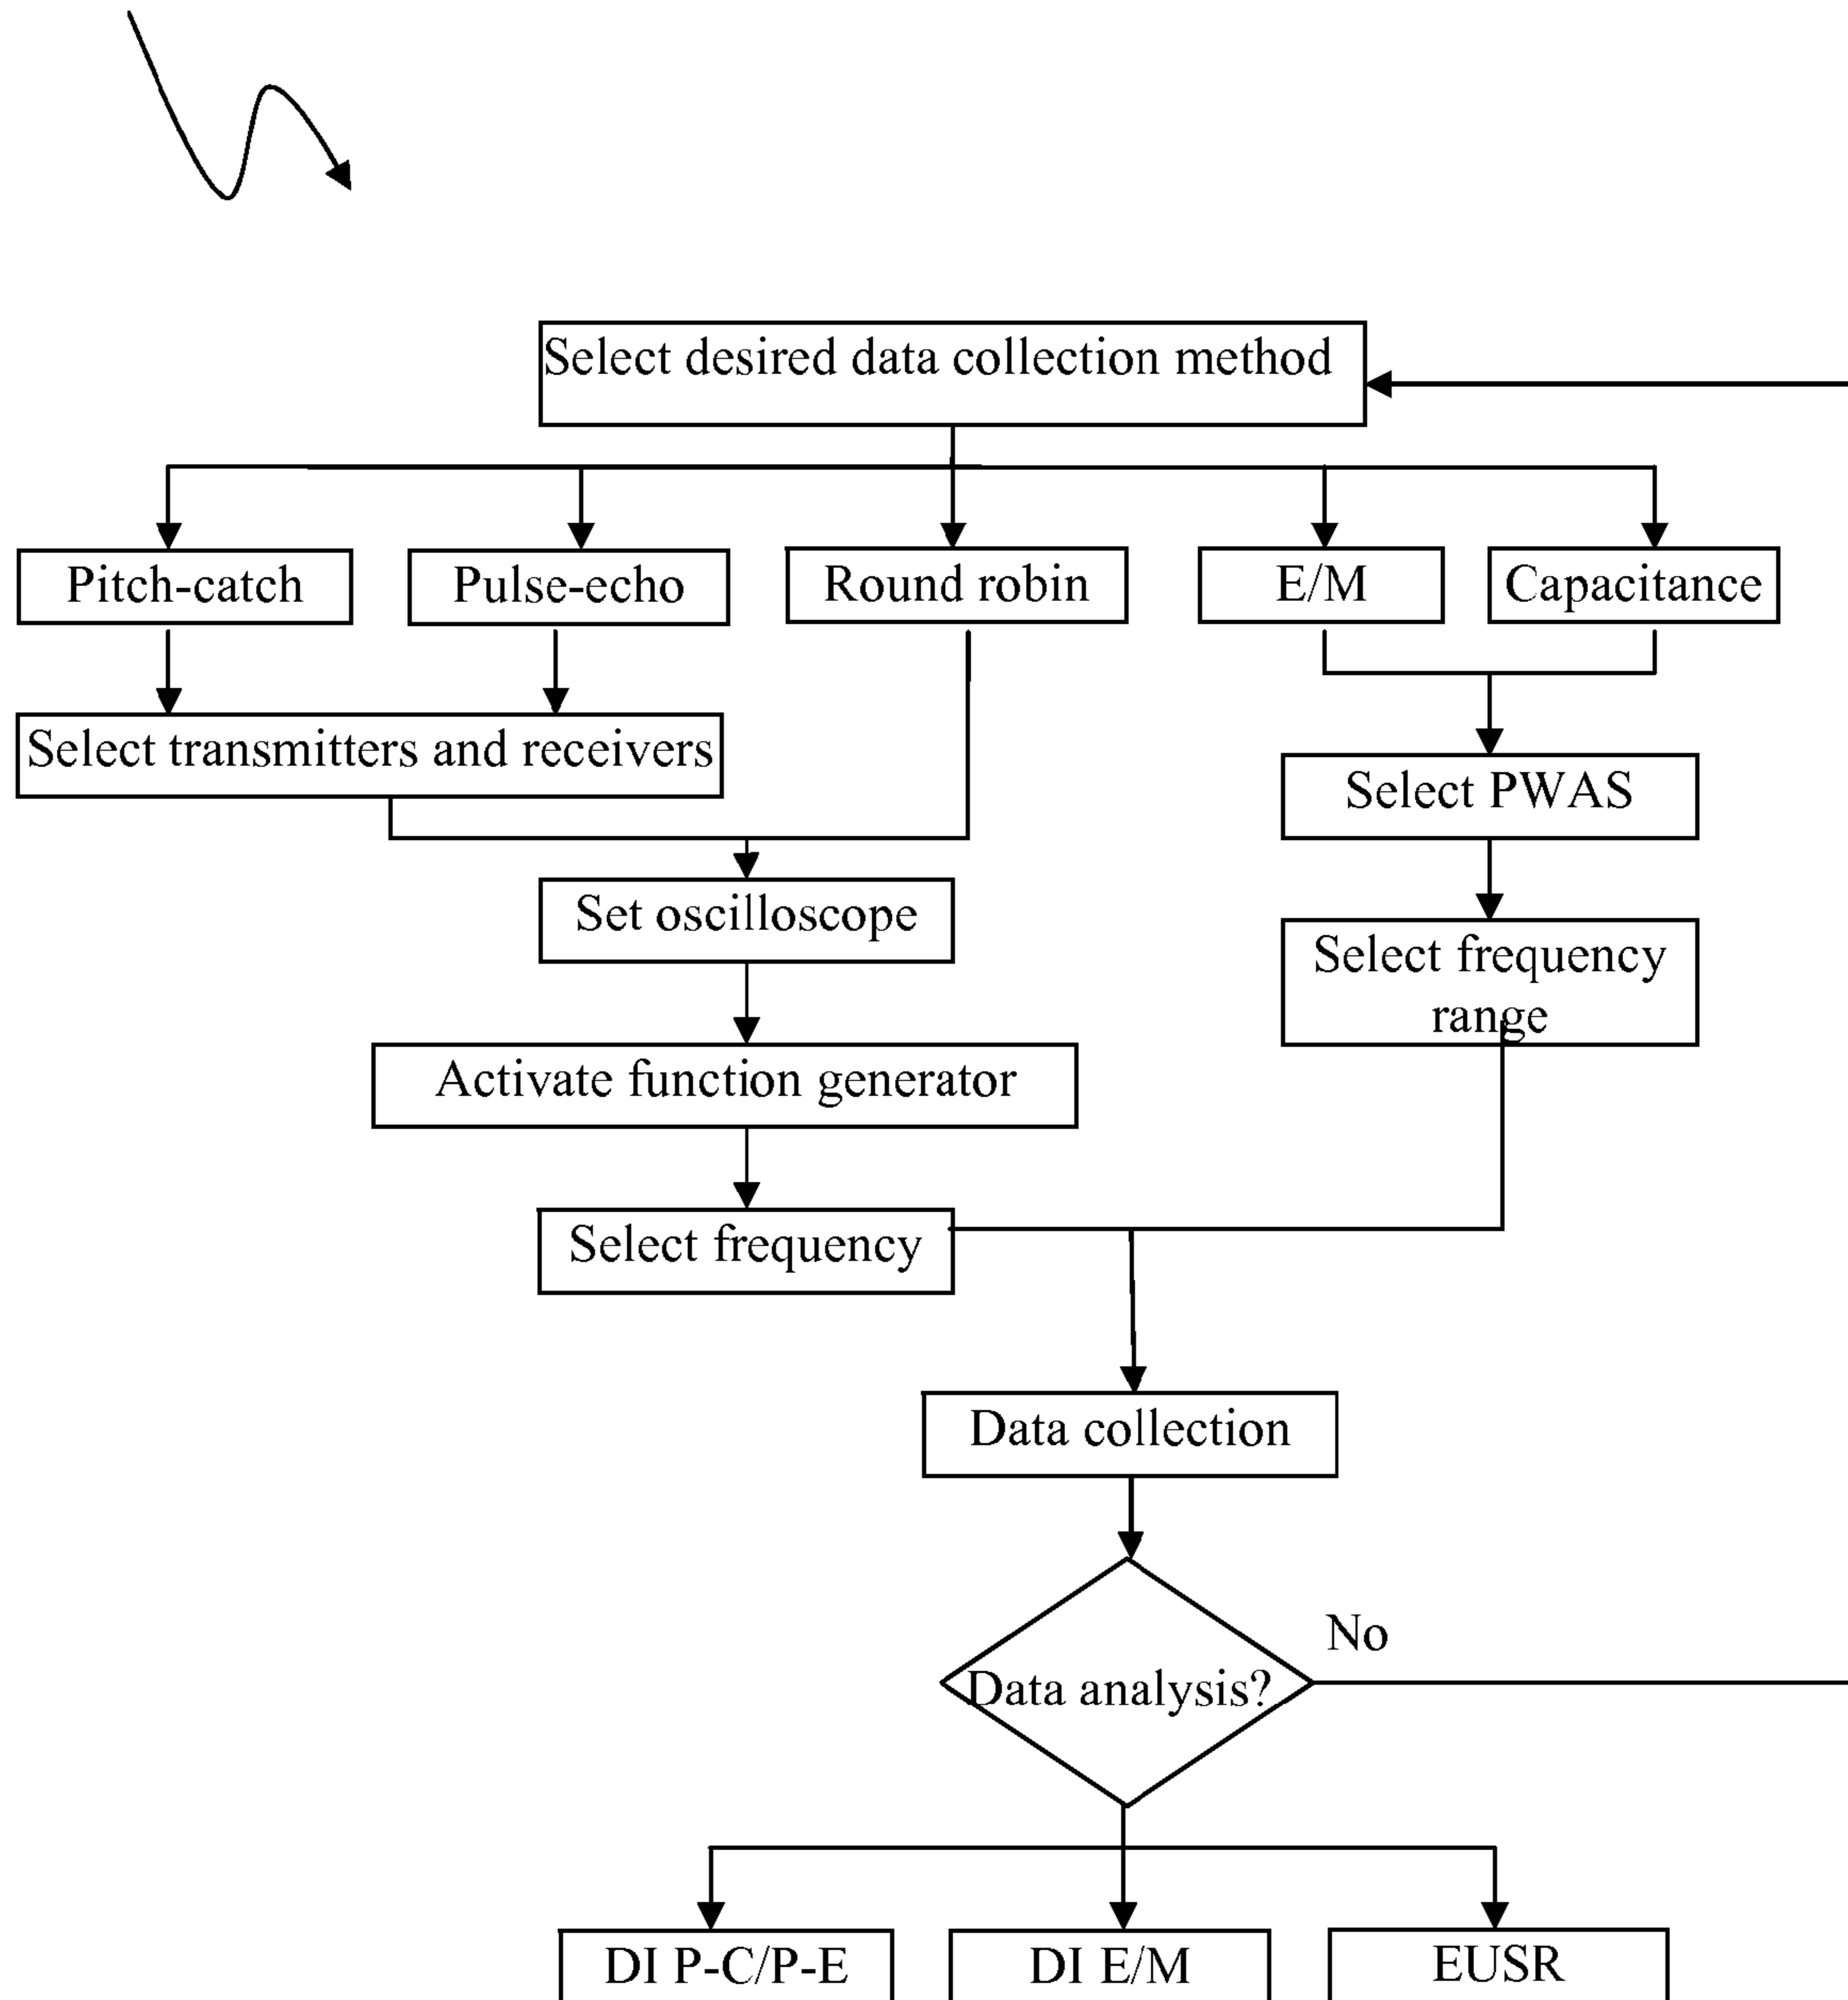 Select desired data collection method
Pitch-catch
Pulse-echo
Round robin
E/M
Capacitance
Select transmitters and receivers
Select PWAS
Set oscilloscope
Select frequency
range
Activate function generator
Select frequency
Data collection
No
Data analysis?
DI P-C/P-E
DI E/M
EUSR